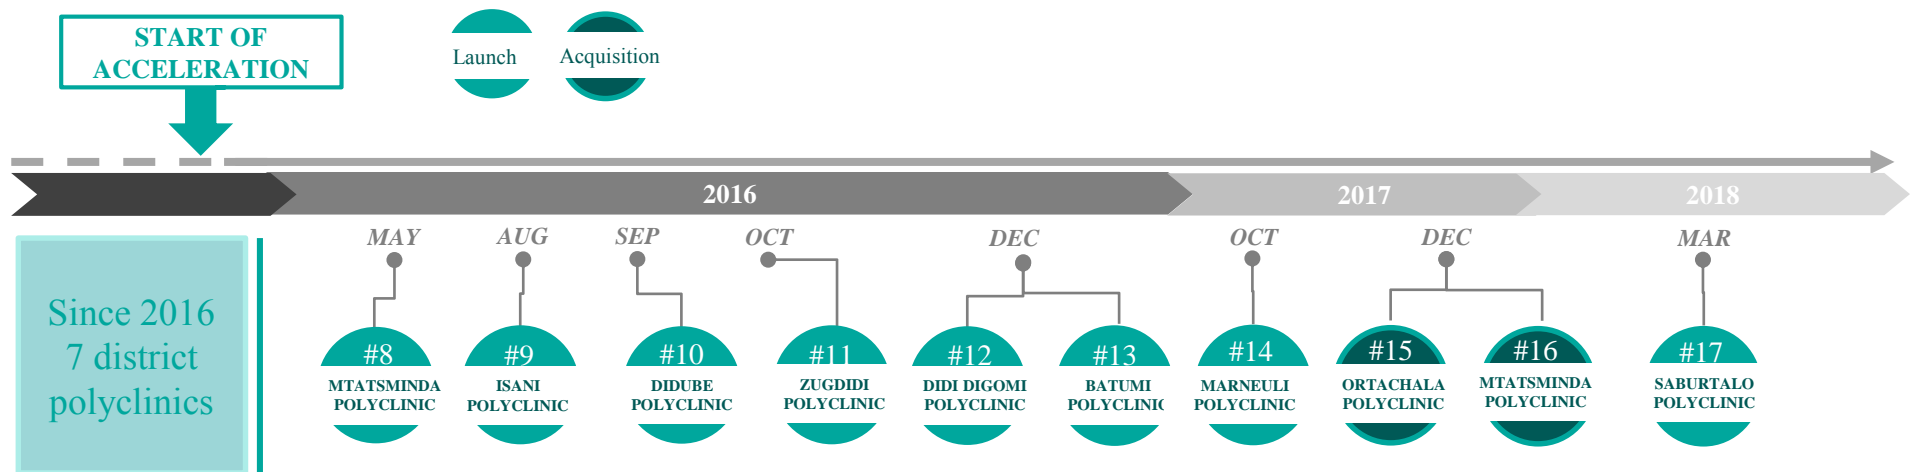 START OF
ACCELERATION
Launch
Acquisition
2016
2017
2018
MAY
AUG
SEP
OCT
DEC
OCT
DEC
MAR
Since 2016
7 district
polyclinics
#8
MTATSMINDA
POLYCLINIC
#9
ISANI
POLYCLINIC
#10
DIDUBE
POLYCLINIC
#11
ZUGDIDI
POLYCLINIC
#12
DIDI DIGOMI
POLYCLINIC
#13
BATUMI
POLYCLINIC
#14
MARNEULI
POLYCLINIC
#15
ORTACHALA
POLYCLINIC
#16
MTATSMINDA
POLYCLINIC
#17
SABURTALO
POLYCLINIC